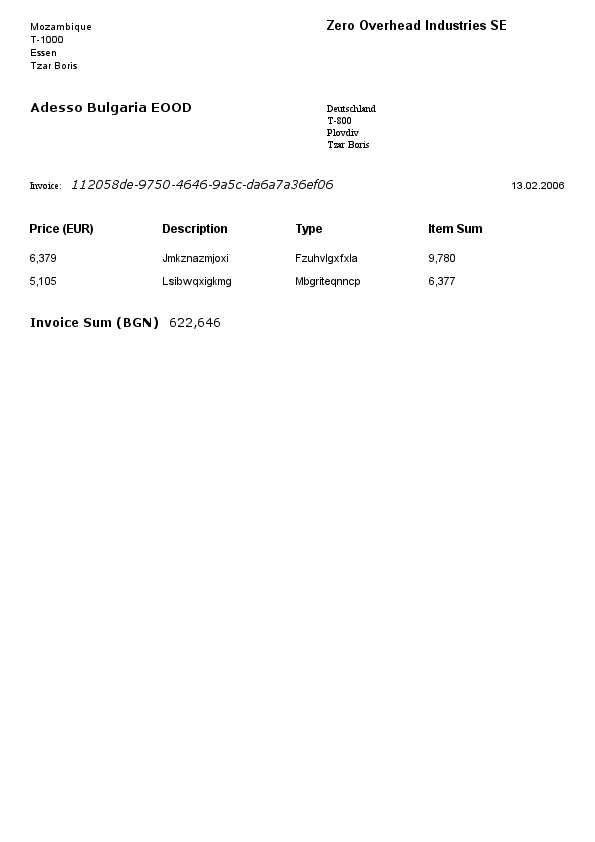 Mozambique
T-1000
Essen
Tzar Boris
Zero Overhead Industries SE
Adesso Bulgaria EOOD
Deutschland
T-800
Plovdiv
Tzar Boris
Invoice: 112058de-9750-4646-9a5c-da6a7a36ef06 13.02.2006
Price (EUR) Description Type Item Sum
6,379 Jmkznazmjoxi Fzuhvlgxfxla 9,780
5,105 Lsibwqxigkmg Mbgriteqnncp 6,377
Invoice Sum (BGN) 622,646